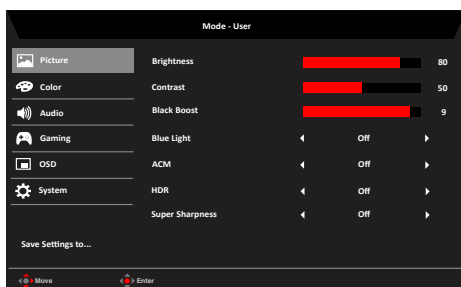 Mode - User
Picture
Brightness 80
Color
Contrast 50
Audio
Black Boost 9
Gaming
Blue Light Off
OSD
ACM Off
System
HDR Off
Super Sharpness Off
Save Settings to...
Move Enter